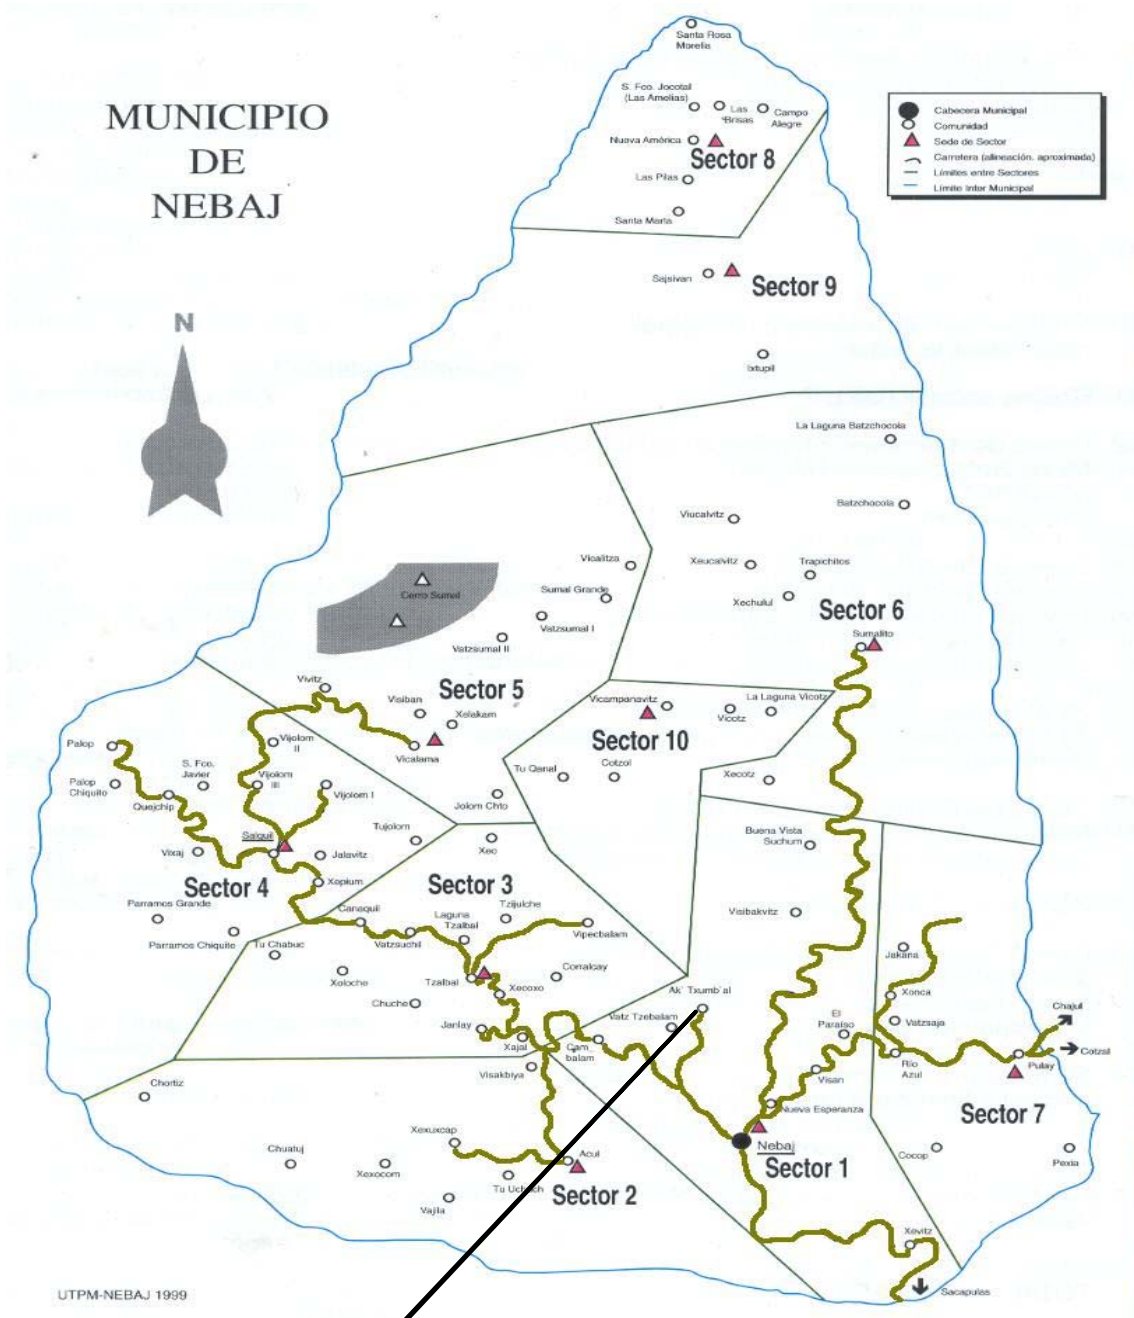 MUNICIPIO
DE
NEBAJ
N
Cabecera Municipal
Comunidad
Sede de Sector
Carretera (alineación. aproximada)
Límites entre Sectores
Límite Inter Municipal
Santa Rosa
Morelia
S. Fco. Jocotal
(Las Amelias)
Las
Brisas
Campo
Alegre
Nueva América
Sector 8
Las Pilas
Santa Marta
Sajsivan
Sector 9
Ixtupil
La Laguna Batzchocola
Batzchocola
Viucalvitz
Xeucalvitz
Trapichitos
Xechulul
Sector 6
Sumalito
Vicalitza
Sumal Grande
Vatzsumal I
Vatzsumal II
Cerro Sumal
Vivitz
Sector 5
Visiban
Xelakam
Vicalama
Jolom Chto
Vicampanavitz
La Laguna Vicotz
Vicotz
Sector 10
Tu Qanal
Cotzol
Xecotz
Palop
Palop
Chiquito
S. Fco.
Javier
Quejchip
Vijolom
II
Vijolom
III
Vijolom I
Salquil
Tujolom
Vixaj
Jalavitz
Sector 4
Xepium
Parramos Grande
Parramos Chiquito
Xec
Sector 3
Canaquil
Laguna
Tzalbal
Tzijulche
Vatzsuchil
Vipecbalam
Tu Chabuc
Xoloche
Tzalbal
Corralcay
Xecoxo
Chuche
Janlay
Xajal
Cam_
balam
Visakbiya
Buena Vista
Suchum
Visibakvitz
Ak' Txumb'al
Vatz Tzebalam
El
Paraiso
Visan
Nueva Esperanza
Nebaj
Sector 1
Jakana
Xonca
Vatzsaja
Río
Azul
Pulay
Chajul
Cotzal
Sector 7
Cocop
Pexla
Xevitz
Sacapulas
Chortiz
Xexuxcap
Chuatuj
Xexocom
Acul
Vajila
Sector 2
UTPM-NEBAJ 1999